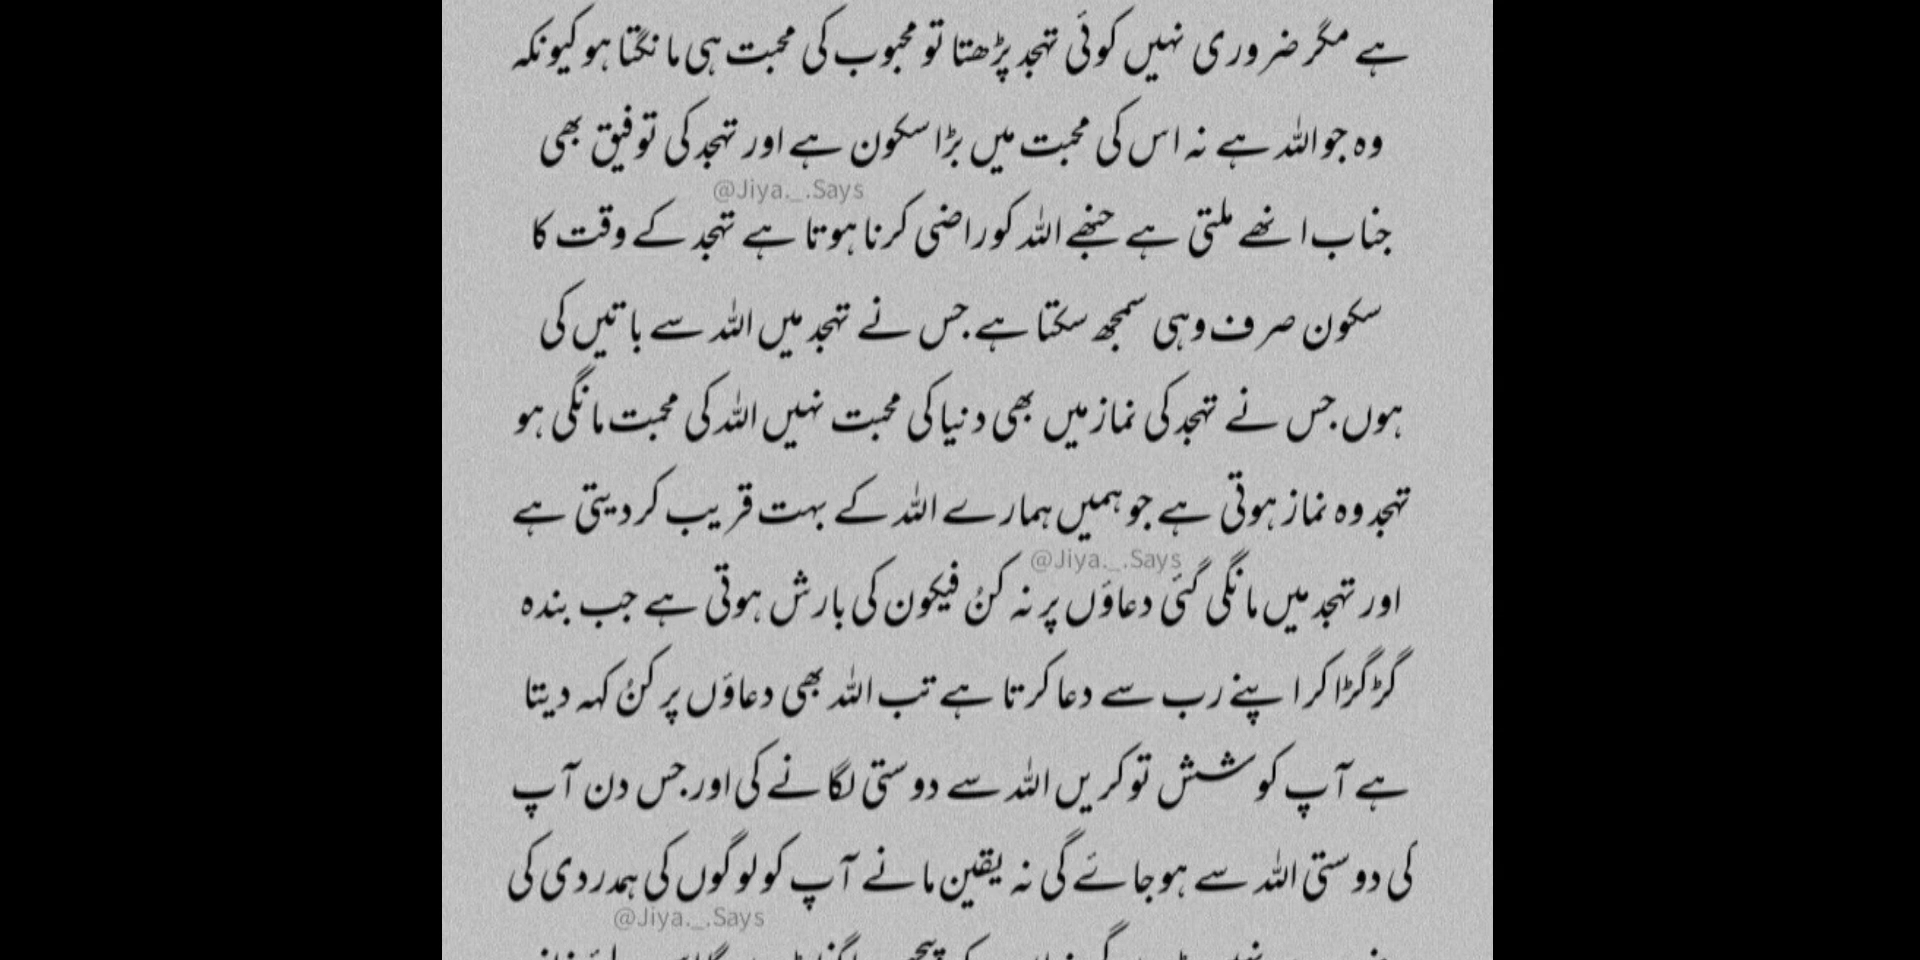 ہے مگر ضروری نہیں کوئی تہجد پڑھتا تو محبوب کی محبت ہی مانگتا ہو کیونکہ
وہ جو اللہ ہے نہ اس کی محبت میں بڑا سکون ہے اور تہجد کی توفیق بھی
@Jiya._.Says
جناب انھے ملتی ہے جنھے اللہ کو راضی کرنا ہوتا ہے تہجد کے وقت کا
سکون صرف وہی سمجھ سکتا ہے.جس نے تہجد میں اللہ سے باتیں کی
ہوں.جس نے تہجد کی نماز میں بھی دنیا کی محبت نہیں اللہ کی محبت مانگی ہو
تہجد وہ نماز ہوتی ہے جو ہمیں ہمارے اللہ کے بہت قریب کر دیتی ہے
@Jiya._.Says
اور تہجد میں مانگی گئی دعاؤں پر نہ کنُ فیکون کی بارش ہوتی ہے جب بندہ
گڑگڑا کر اپنے رب سے دعا کرتا ہے تب اللہ بھی دعاؤں پر کنُ کہہ دیتا
ہے آپ کوشش تو کریں اللہ سے دوستی لگانے کی اور جس دن آپ
کی دوستی اللہ سے ہو جائے گی نہ یقین مانے آپ کو لوگوں کی ہمدردی کی
@Jiya._.Says